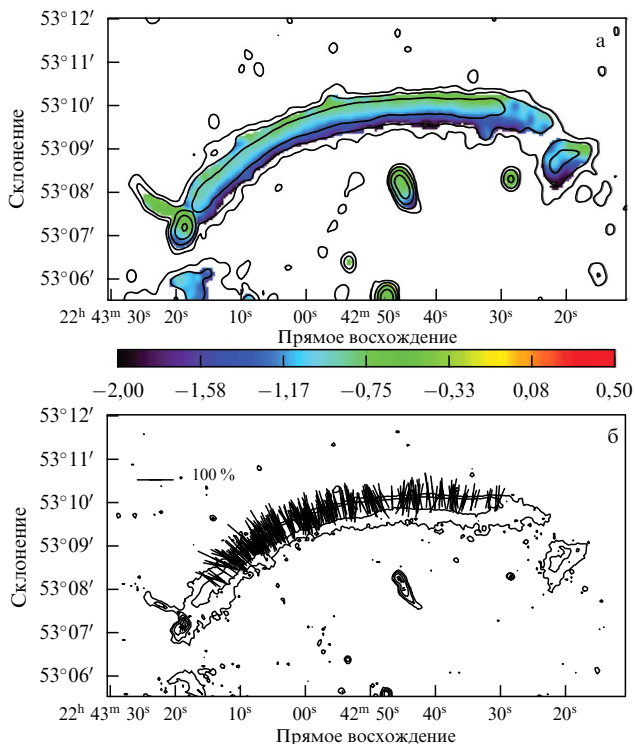 а
53°12′
53°11′
53°10′
53°09′
53°08′
53°07′
53°06′
Склонение
22ʰ 43ᵐ 30ˢ 20ˢ 10ˢ 00ˢ 42ᵐ 50ˢ 40ˢ 30ˢ 20ˢ
Прямое восхождение
−2,00 −1,58 −1,17 −0,75 −0,33 0,08 0,50
б
53°12′
53°11′
100 %
53°10′
53°09′
53°08′
53°07′
53°06′
Склонение
22ʰ 43ᵐ 30ˢ 20ˢ 10ˢ 00ˢ 42ᵐ 50ˢ 40ˢ 30ˢ 20ˢ
Прямое восхождение